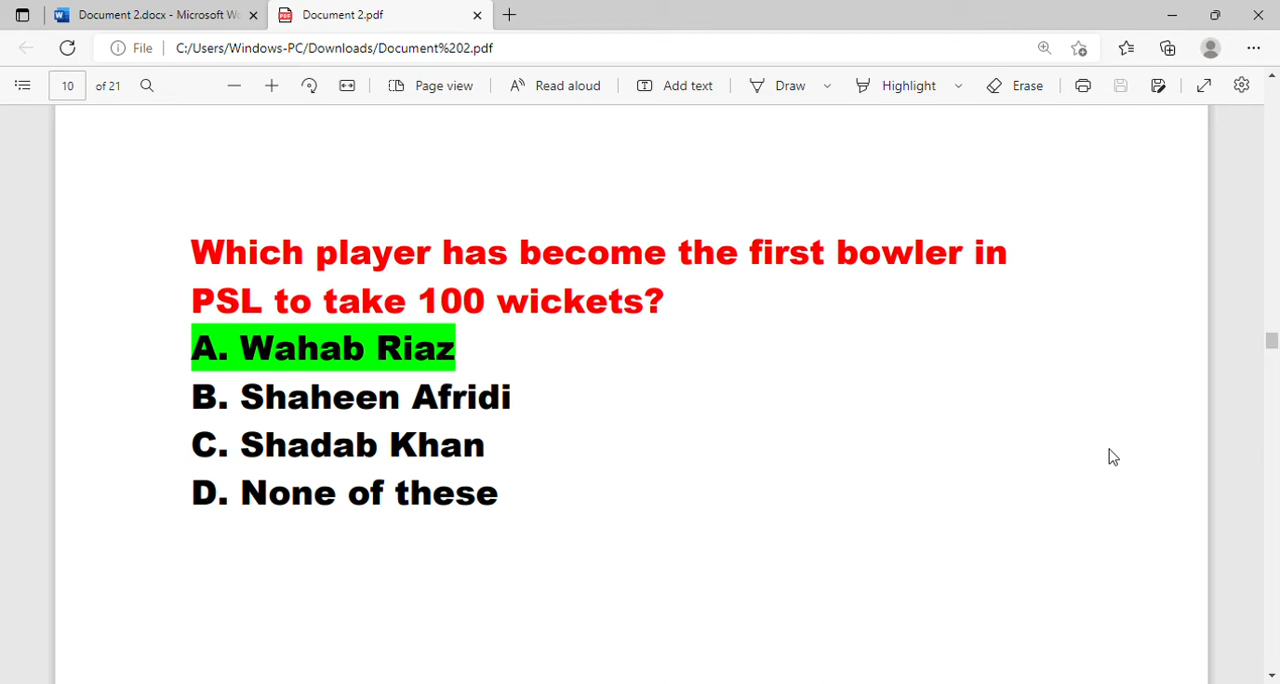 Document 2.docx - Microsoft W
Document 2.pdf
File
C:/Users/Windows-PC/Downloads/Document%202.pdf
10 of 21
Page view
Read aloud
Add text
Draw
Highlight
Erase
Which player has become the first bowler in
PSL to take 100 wickets?
A. Wahab Riaz
B. Shaheen Afridi
C. Shadab Khan
D. None of these